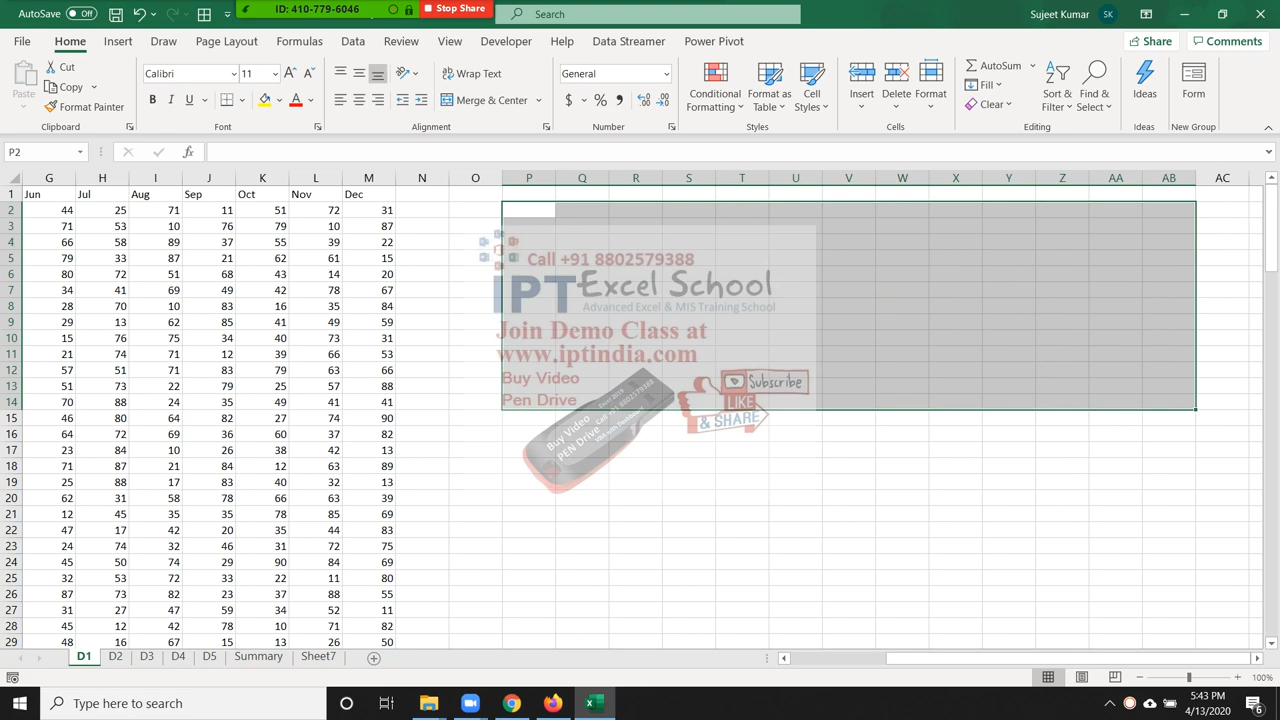 AutoSave Off ID: 410-779-6046 Stop Share Search Sujeet Kumar SK
File Home Insert Draw Page Layout Formulas Data Review View Developer Help Data Streamer Power Pivot Share Comments
Cut Calibri 11 Wrap Text General AutoSum
Copy Fill
Format Painter Merge & Center Clear
Paste Conditional Formatting Format as Table Cell Styles Insert Delete Format Sort & Filter Find & Select Ideas Form
Clipboard Font Alignment Number Styles Cells Editing Ideas New Group
P2 fx
G H I J K L M N O P Q R S T U V W X Y Z AA AB AC
1 Jun Jul Aug Sep Oct Nov Dec
2 44 25 71 11 51 72 31
3 71 53 10 76 79 10 87
4 66 58 89 37 55 39 22
5 79 33 87 21 62 61 15
6 80 72 51 68 43 14 20
7 34 41 69 49 42 78 67
8 28 70 10 83 16 35 84
9 29 13 62 85 41 49 59
10 15 76 75 34 40 73 31
11 21 74 71 12 39 66 53
12 57 51 71 83 79 63 66
13 51 73 22 79 25 57 88
14 70 88 24 35 49 41 41
15 46 80 64 82 27 74 90
16 64 72 69 36 60 37 82
17 23 84 10 26 38 42 13
18 71 87 21 84 12 63 89
19 25 88 17 83 40 32 13
20 62 31 58 78 66 63 39
21 12 45 35 35 78 85 69
22 47 17 42 20 35 44 83
23 24 74 32 46 31 72 75
24 45 50 74 29 90 84 69
25 32 53 72 33 22 11 80
26 87 73 82 23 37 88 55
27 31 27 47 59 34 52 11
28 45 12 42 78 10 71 82
29 48 16 67 15 13 26 50
Call +91 8802579388
iPT Excel School
Advanced Excel & MIS Training School
Join Demo Class at
www.iptindia.com
Buy Video
Pen Drive
Subscribe
LIKE
& SHARE
Buy Video
PEN Drive
Call +91 8802579388
D1 D2 D3 D4 D5 Summary Sheet7
100%
Type here to search
5:43 PM
4/13/2020
6